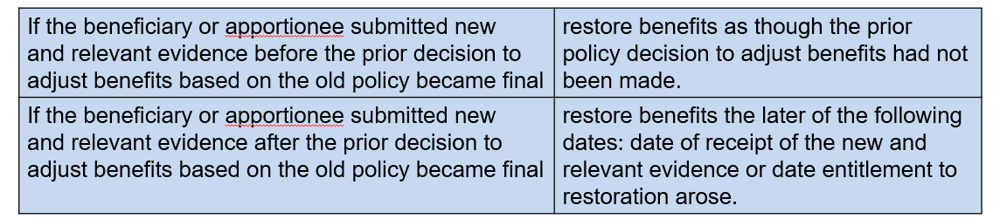 If the beneficiary or apportionee submitted new
and relevant evidence before the prior decision to
adjust benefits based on the old policy became final
restore benefits as though the prior
policy decision to adjust benefits had not
been made.
If the beneficiary or apportionee submitted new
and relevant evidence after the prior decision to
adjust benefits based on the old policy became final
restore benefits the later of the following
dates: date of receipt of the new and
relevant evidence or date entitlement to
restoration arose.